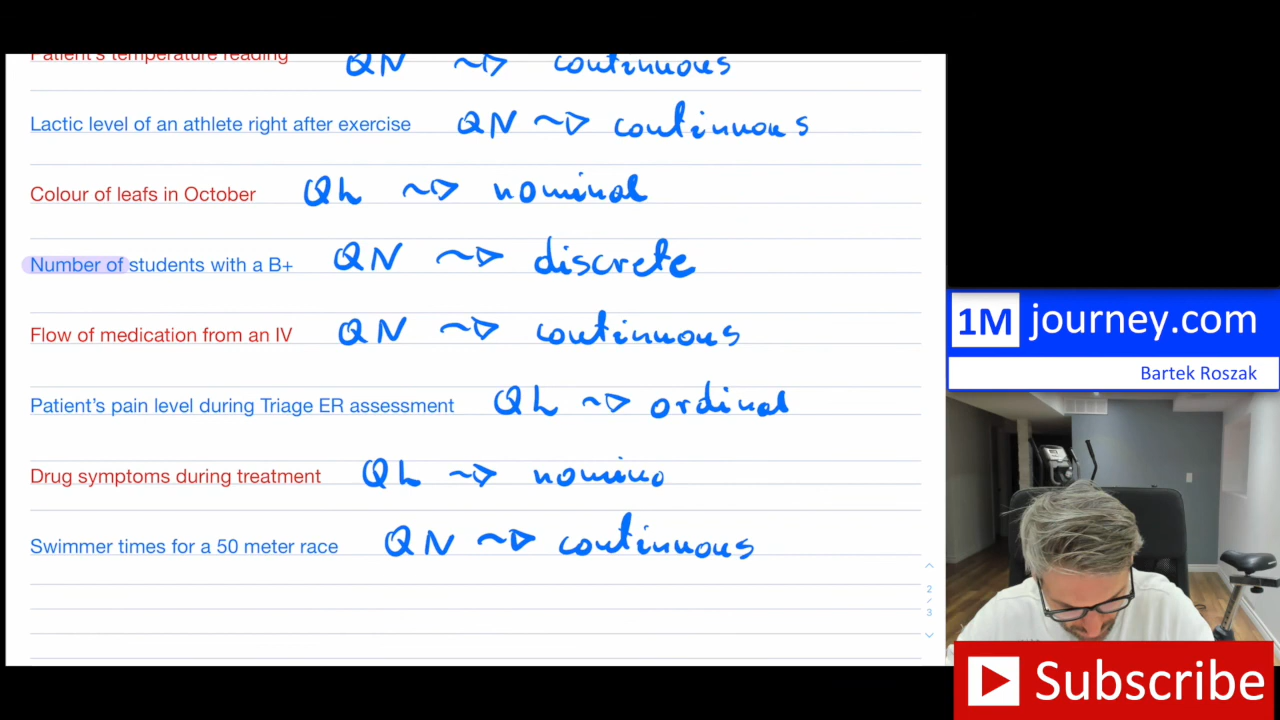 Patient's temperature reading QN ~> continuous
Lactic level of an athlete right after exercise QN ~> continuous
Colour of leafs in October QL ~> nominal
Number of students with a B+ QN ~> discrete
Flow of medication from an IV QN ~> continuous
Patient's pain level during Triage ER assessment QL ~> ordinal
Drug symptoms during treatment QL ~> nomina
Swimmer times for a 50 meter race QN ~> continuous
2
/
3
1M journey.com
Bartek Roszak
Subscribe